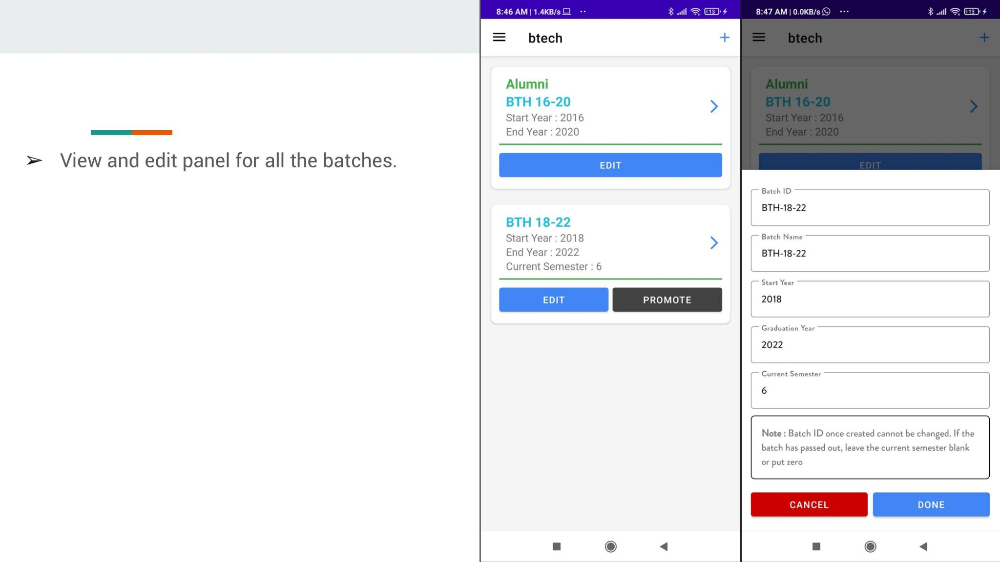 ➢ View and edit panel for all the batches.
8:46 AM | 1.4KB/s
13
btech
+
Alumni
BTH 16-20
Start Year : 2016
End Year : 2020
EDIT
BTH 18-22
Start Year : 2018
End Year : 2022
Current Semester : 6
EDIT
PROMOTE
8:47 AM | 0.0KB/s
13
btech
+
Alumni
BTH 16-20
Start Year : 2016
End Year : 2020
EDIT
Batch ID
BTH-18-22
Batch Name
BTH-18-22
Start Year
2018
Graduation Year
2022
Current Semester
6
Note : Batch ID once created cannot be changed. If the
batch has passed out, leave the current semester blank
or put zero
CANCEL
DONE